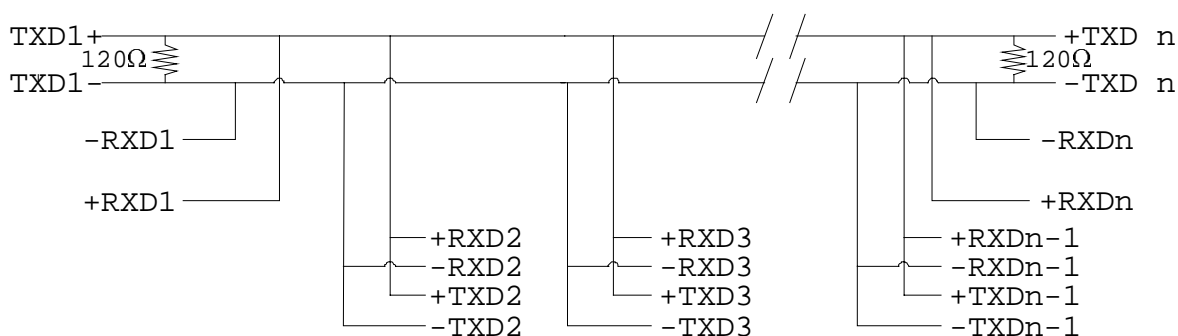 TXD1+
120Ω
TXD1-
-RXD1
+RXD1
+RXD2
-RXD2
+TXD2
-TXD2
+RXD3
-RXD3
+TXD3
-TXD3
+TXD n
120Ω
-TXD n
-RXDn
+RXDn
+RXDn-1
-RXDn-1
+TXDn-1
-TXDn-1